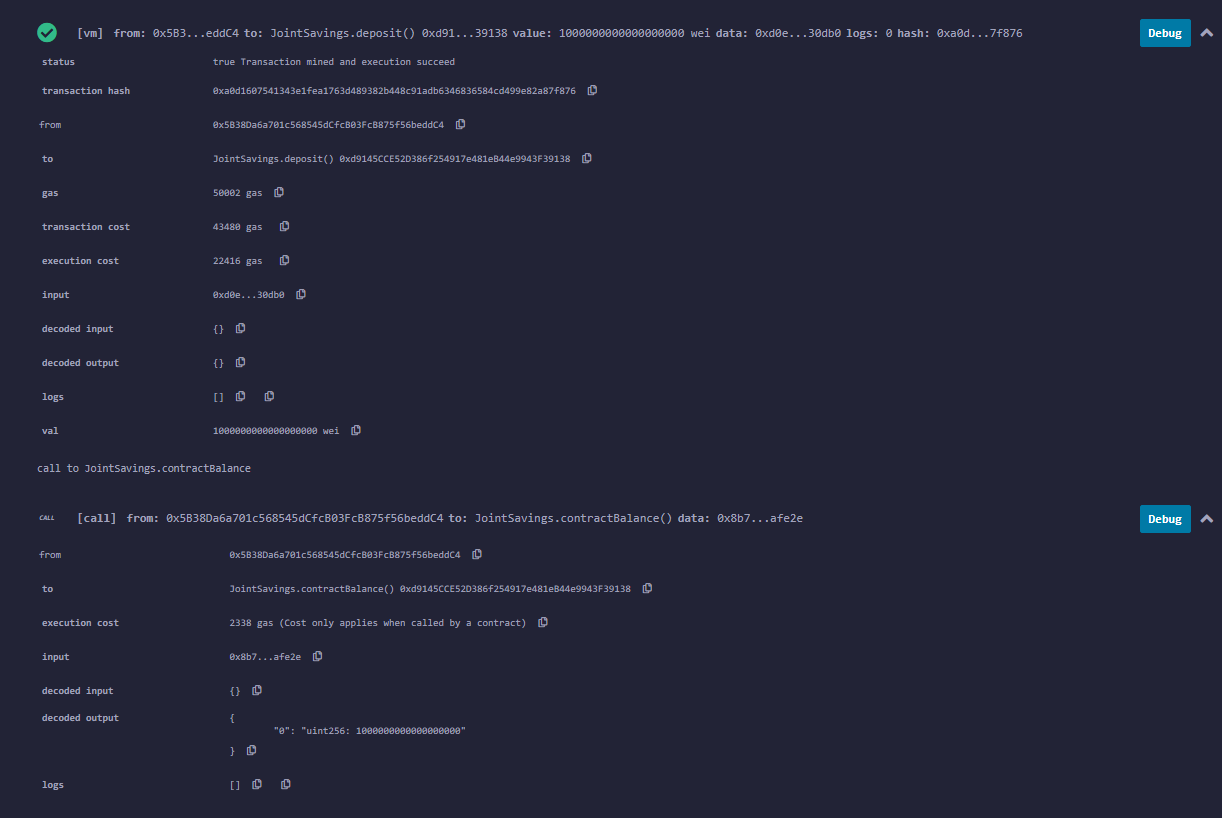 [vm] from: 0x5B3...eddC4 to: JointSavings.deposit() 0xd91...39138 value: 1000000000000000000 wei data: 0xd0e...30db0 logs: 0 hash: 0xa0d...7f876 Debug
status true Transaction mined and execution succeed
transaction hash 0xa0d1607541343e1fea1763d489382b448c91adb6346836584cd499e82a87f876
from 0x5B38Da6a701c568545dCfcB03FcB875f56beddC4
to JointSavings.deposit() 0xd9145CCE52D386f254917e481eB44e9943F39138
gas 50002 gas
transaction cost 43480 gas
execution cost 22416 gas
input 0xd0e...30db0
decoded input {}
decoded output {}
logs []
val 1000000000000000000 wei
call to JointSavings.contractBalance
CALL [call] from: 0x5B38Da6a701c568545dCfcB03FcB875f56beddC4 to: JointSavings.contractBalance() data: 0x8b7...afe2e Debug
from 0x5B38Da6a701c568545dCfcB03FcB875f56beddC4
to JointSavings.contractBalance() 0xd9145CCE52D386f254917e481eB44e9943F39138
execution cost 2338 gas (Cost only applies when called by a contract)
input 0x8b7...afe2e
decoded input {}
decoded output {
"0": "uint256: 1000000000000000000"
}
logs []